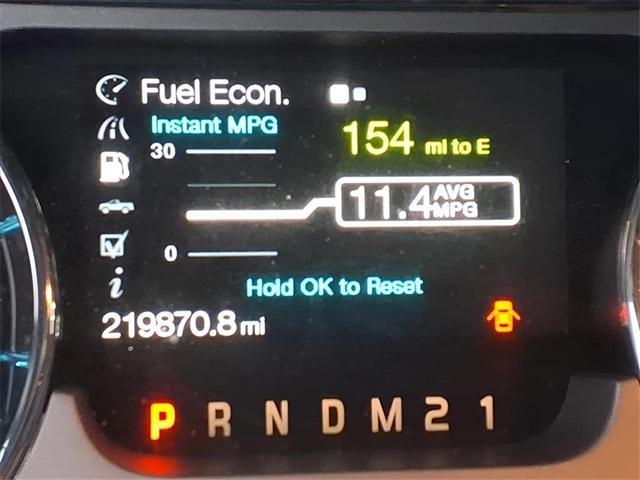 Fuel Econ.
Instant MPG
154 mi to E
30
11.4 AVG MPG
0
Hold OK to Reset
219870.8 mi
P R N D M 2 1